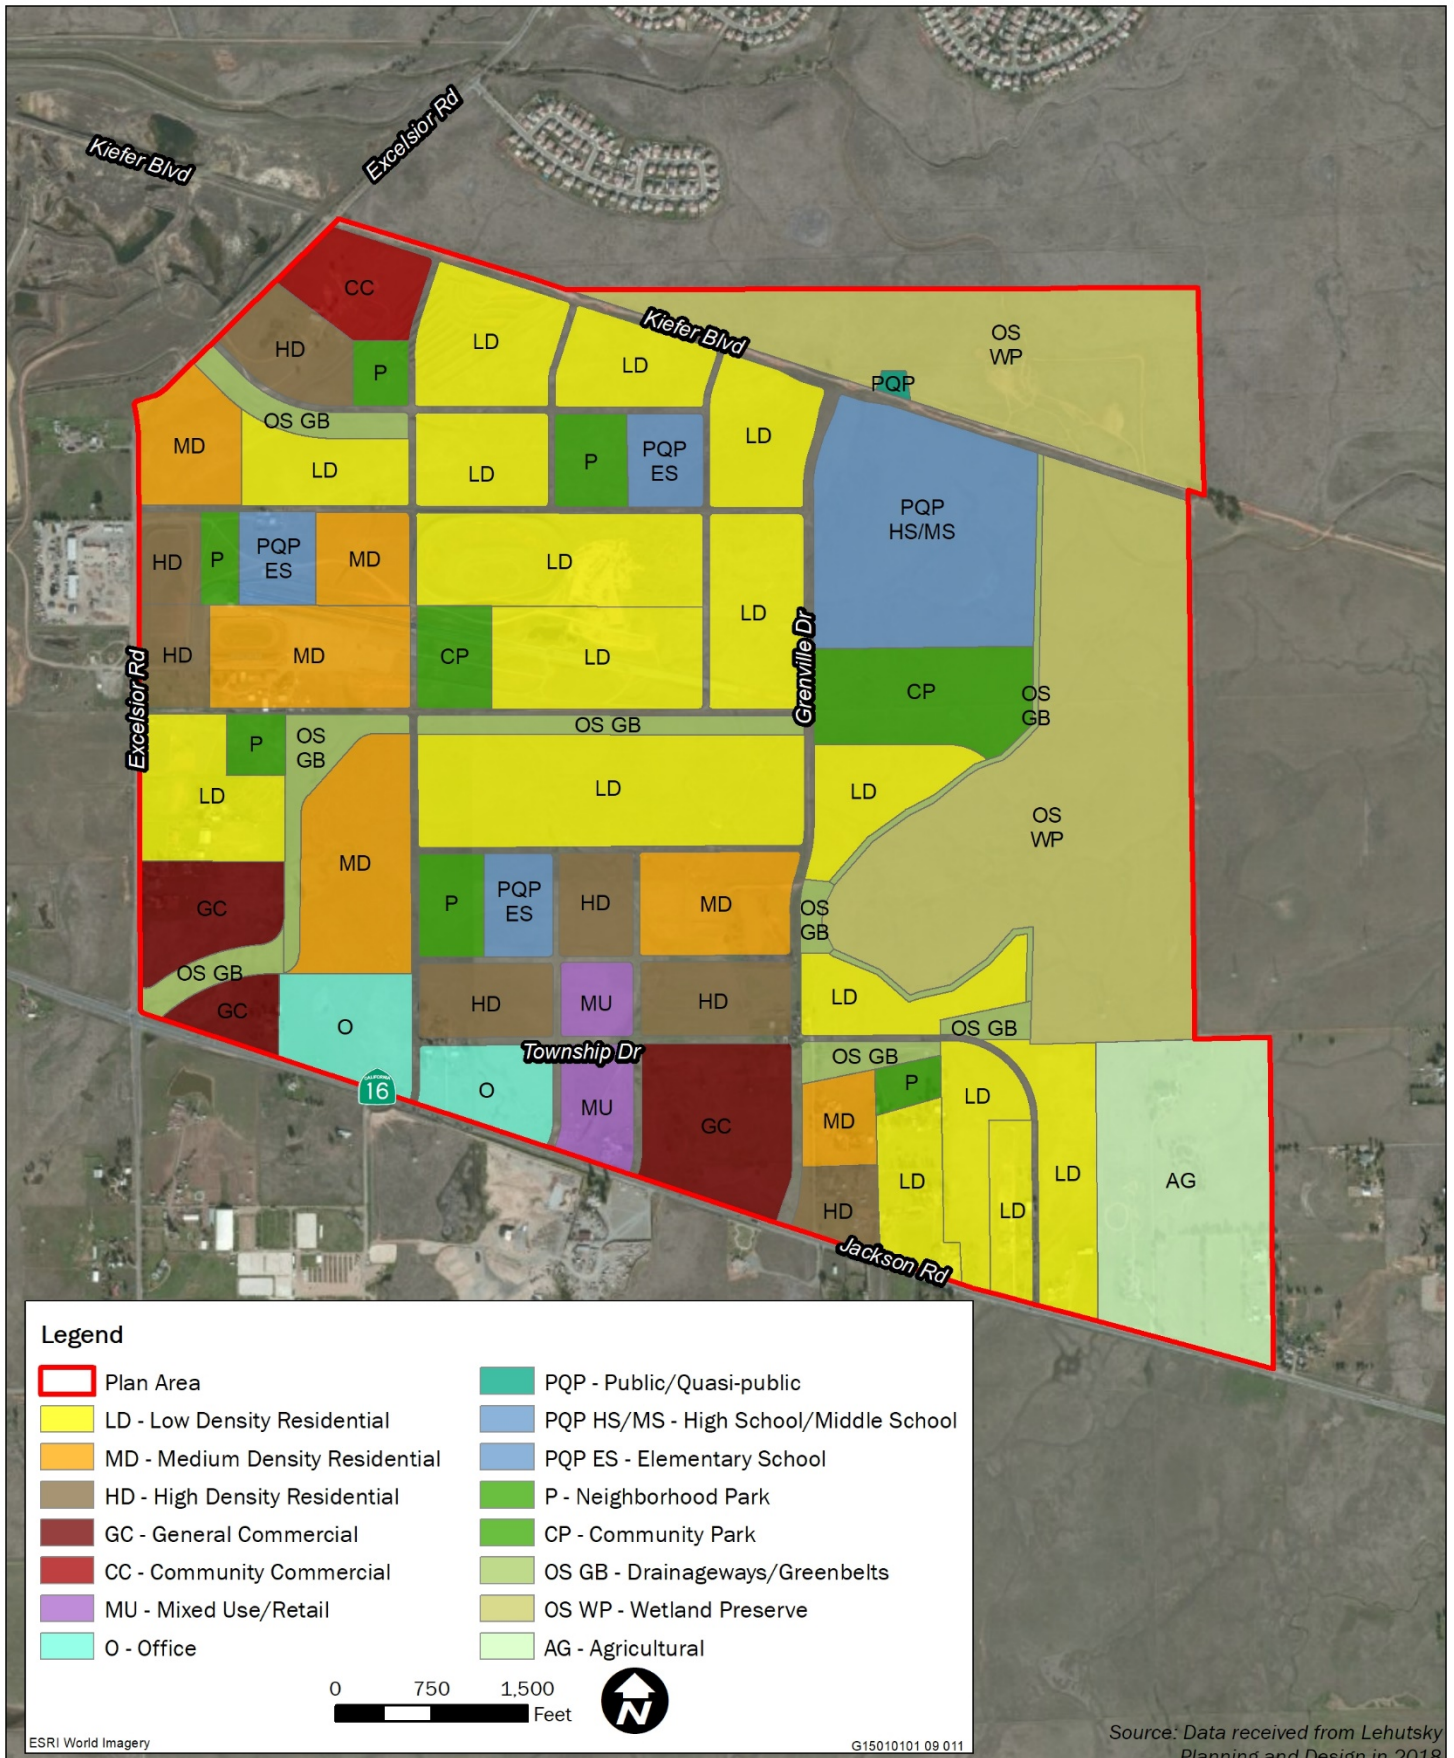 Excelsior Rd
Kiefer Blvd
CC
LD
HD
P
LD
Kiefer Blvd
OS
WP
PQP
OS GB
MD
LD
LD
P
PQP
ES
LD
PQP
HS/MS
HD
P
PQP
ES
MD
LD
LD
HD
MD
CP
LD
Grenville Dr
CP
OS
GB
Excelsior Rd
P
OS
GB
OS GB
LD
LD
LD
OS
WP
MD
GC
P
PQP
ES
HD
MD
OS
GB
OS GB
GC
O
HD
MU
HD
LD
OS GB
Township Dr
OS GB
CALIFORNIA
16
O
MU
GC
MD
P
LD
LD
LD
LD
HD
AG
Jackson Rd
Legend
Plan Area
LD - Low Density Residential
MD - Medium Density Residential
HD - High Density Residential
GC - General Commercial
CC - Community Commercial
MU - Mixed Use/Retail
O - Office
PQP - Public/Quasi-public
PQP HS/MS - High School/Middle School
PQP ES - Elementary School
P - Neighborhood Park
CP - Community Park
OS GB - Drainageways/Greenbelts
OS WP - Wetland Preserve
AG - Agricultural
0 750 1,500
Feet
N
ESRI World Imagery
G15010101 09 011
Source: Data received from Lehutsky
Planning and Design in 2018